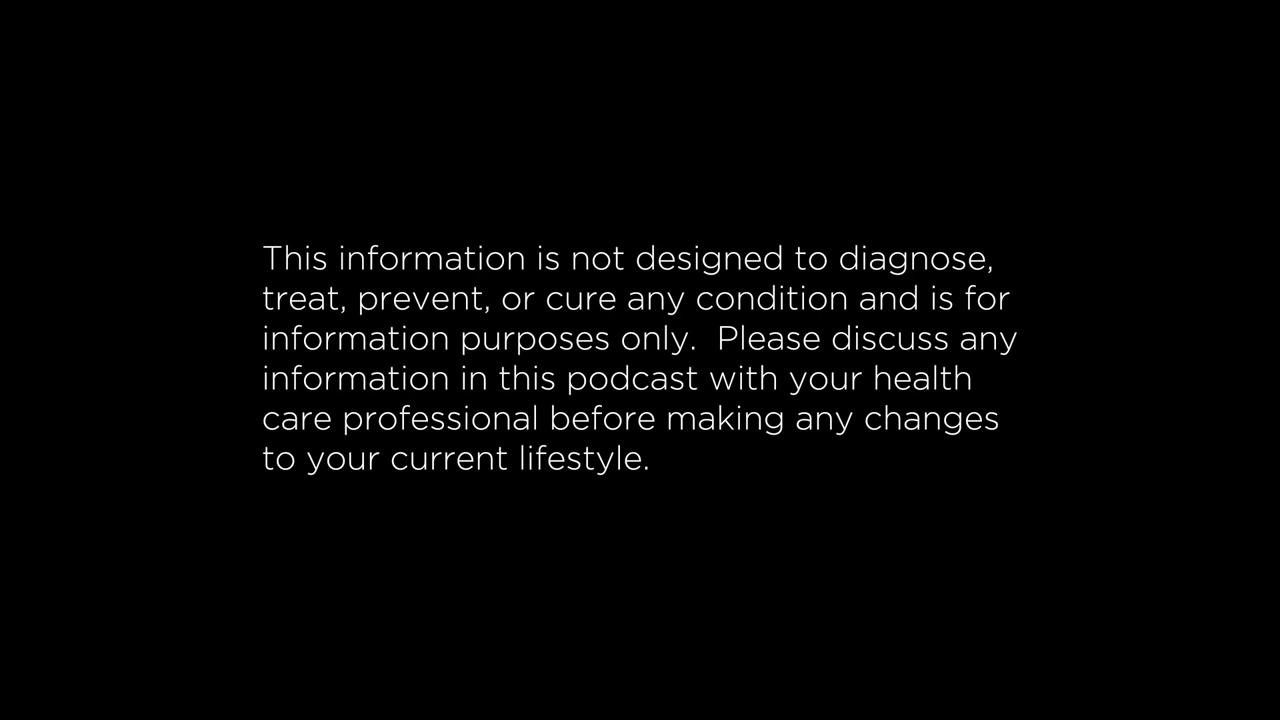 This information is not designed to diagnose,
treat, prevent, or cure any condition and is for
information purposes only.  Please discuss any
information in this podcast with your health
care professional before making any changes
to your current lifestyle.